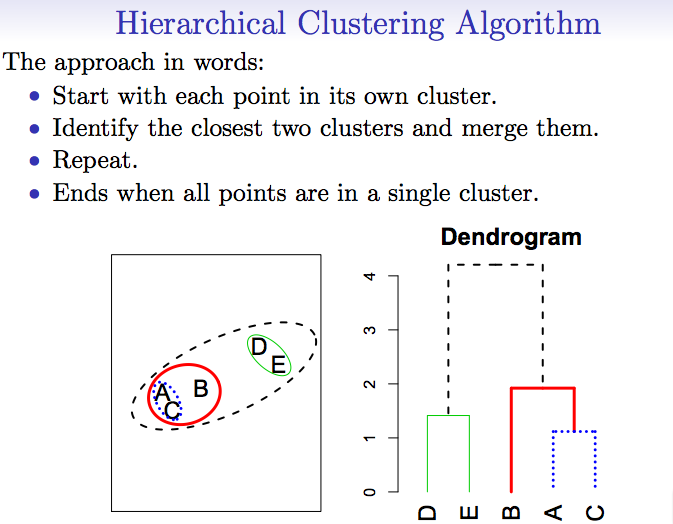 Hierarchical Clustering Algorithm
The approach in words:
• Start with each point in its own cluster.
• Identify the closest two clusters and merge them.
• Repeat.
• Ends when all points are in a single cluster.
Dendrogram
A
B
C
D
E
4
3
2
1
0
D E B A C